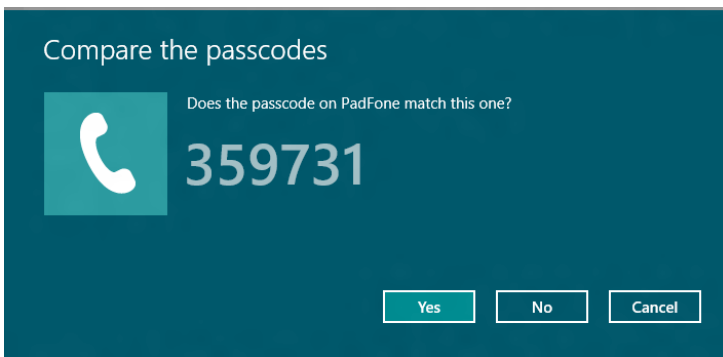 Compare the passcodes
Does the passcode on PadFone match this one?
359731
Yes No Cancel